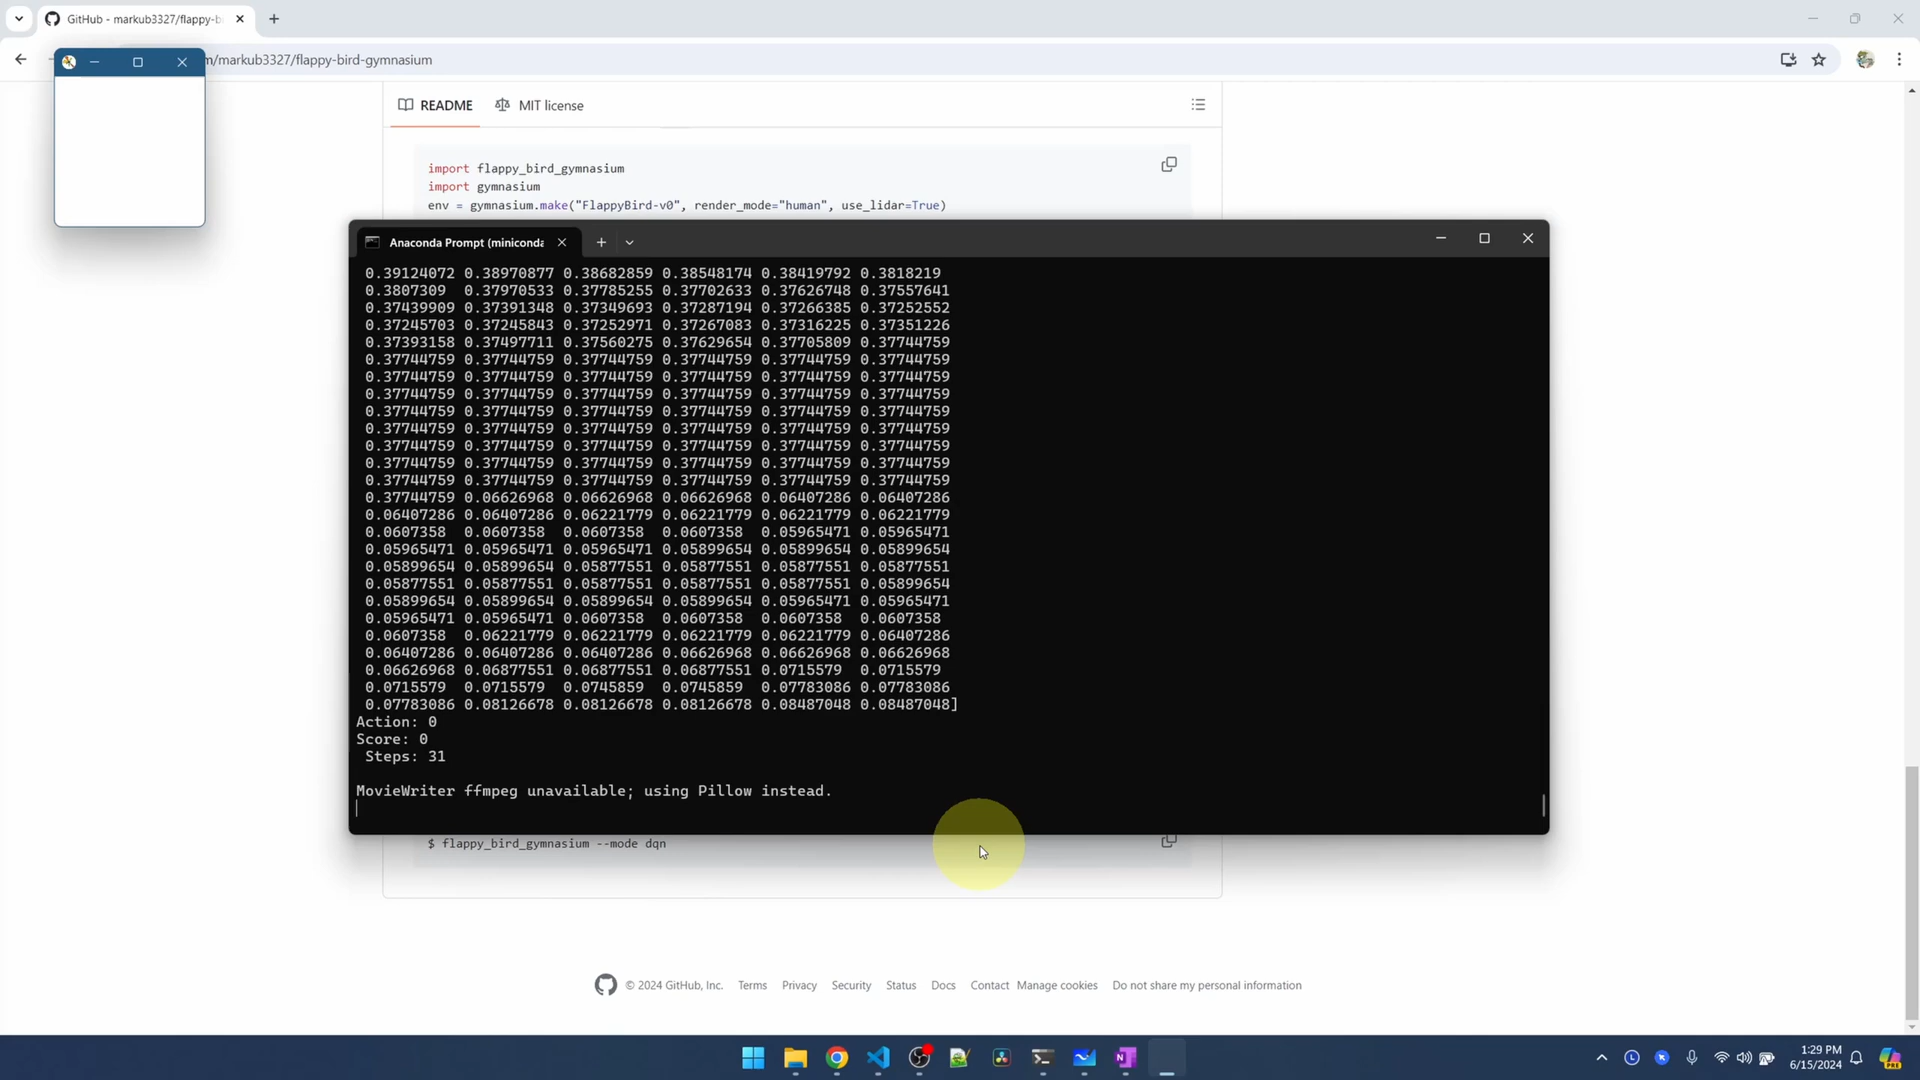 GitHub - markub3327/flappy-b
m/markub3327/flappy-bird-gymnasium
README MIT license
import flappy_bird_gymnasium
import gymnasium
env = gymnasium.make("FlappyBird-v0", render_mode="human", use_lidar=True)
Anaconda Prompt (miniconda
0.39124072 0.38970877 0.38682859 0.38548174 0.38419792 0.3818219
0.3807309 0.37970533 0.37785255 0.37702633 0.37626748 0.37557641
0.37439909 0.37391348 0.37349693 0.37287194 0.37266385 0.37252552
0.37245703 0.37245843 0.37252971 0.37267083 0.37316225 0.37351226
0.37393158 0.37497711 0.37560275 0.37629654 0.37705809 0.37744759
0.37744759 0.37744759 0.37744759 0.37744759 0.37744759 0.37744759
0.37744759 0.37744759 0.37744759 0.37744759 0.37744759 0.37744759
0.37744759 0.37744759 0.37744759 0.37744759 0.37744759 0.37744759
0.37744759 0.37744759 0.37744759 0.37744759 0.37744759 0.37744759
0.37744759 0.37744759 0.37744759 0.37744759 0.37744759 0.37744759
0.37744759 0.37744759 0.37744759 0.37744759 0.37744759 0.37744759
0.37744759 0.37744759 0.37744759 0.37744759 0.37744759 0.37744759
0.37744759 0.37744759 0.37744759 0.37744759 0.37744759 0.37744759
0.37744759 0.06626968 0.06626968 0.06626968 0.06407286 0.06407286
0.06407286 0.06407286 0.06221779 0.06221779 0.06221779 0.06221779
0.0607358 0.0607358 0.0607358 0.0607358 0.05965471 0.05965471
0.05965471 0.05965471 0.05965471 0.05899654 0.05899654 0.05899654
0.05899654 0.05899654 0.05877551 0.05877551 0.05877551 0.05877551
0.05877551 0.05877551 0.05877551 0.05877551 0.05877551 0.05899654
0.05899654 0.05899654 0.05899654 0.05899654 0.05965471 0.05965471
0.05965471 0.05965471 0.0607358 0.0607358 0.0607358 0.0607358
0.0607358 0.06221779 0.06221779 0.06221779 0.06221779 0.06407286
0.06407286 0.06407286 0.06407286 0.06626968 0.06626968 0.06626968
0.06626968 0.06877551 0.06877551 0.06877551 0.0715579 0.0715579
0.0715579 0.0715579 0.0745859 0.0745859 0.07783086 0.07783086
0.07783086 0.08126678 0.08126678 0.08126678 0.08487048 0.08487048]
Action: 0
Score: 0
Steps: 31
MovieWriter ffmpeg unavailable; using Pillow instead.
$ flappy_bird_gymnasium --mode dqn
© 2024 GitHub, Inc. Terms Privacy Security Status Docs Contact Manage cookies Do not share my personal information
1:29 PM
6/15/2024